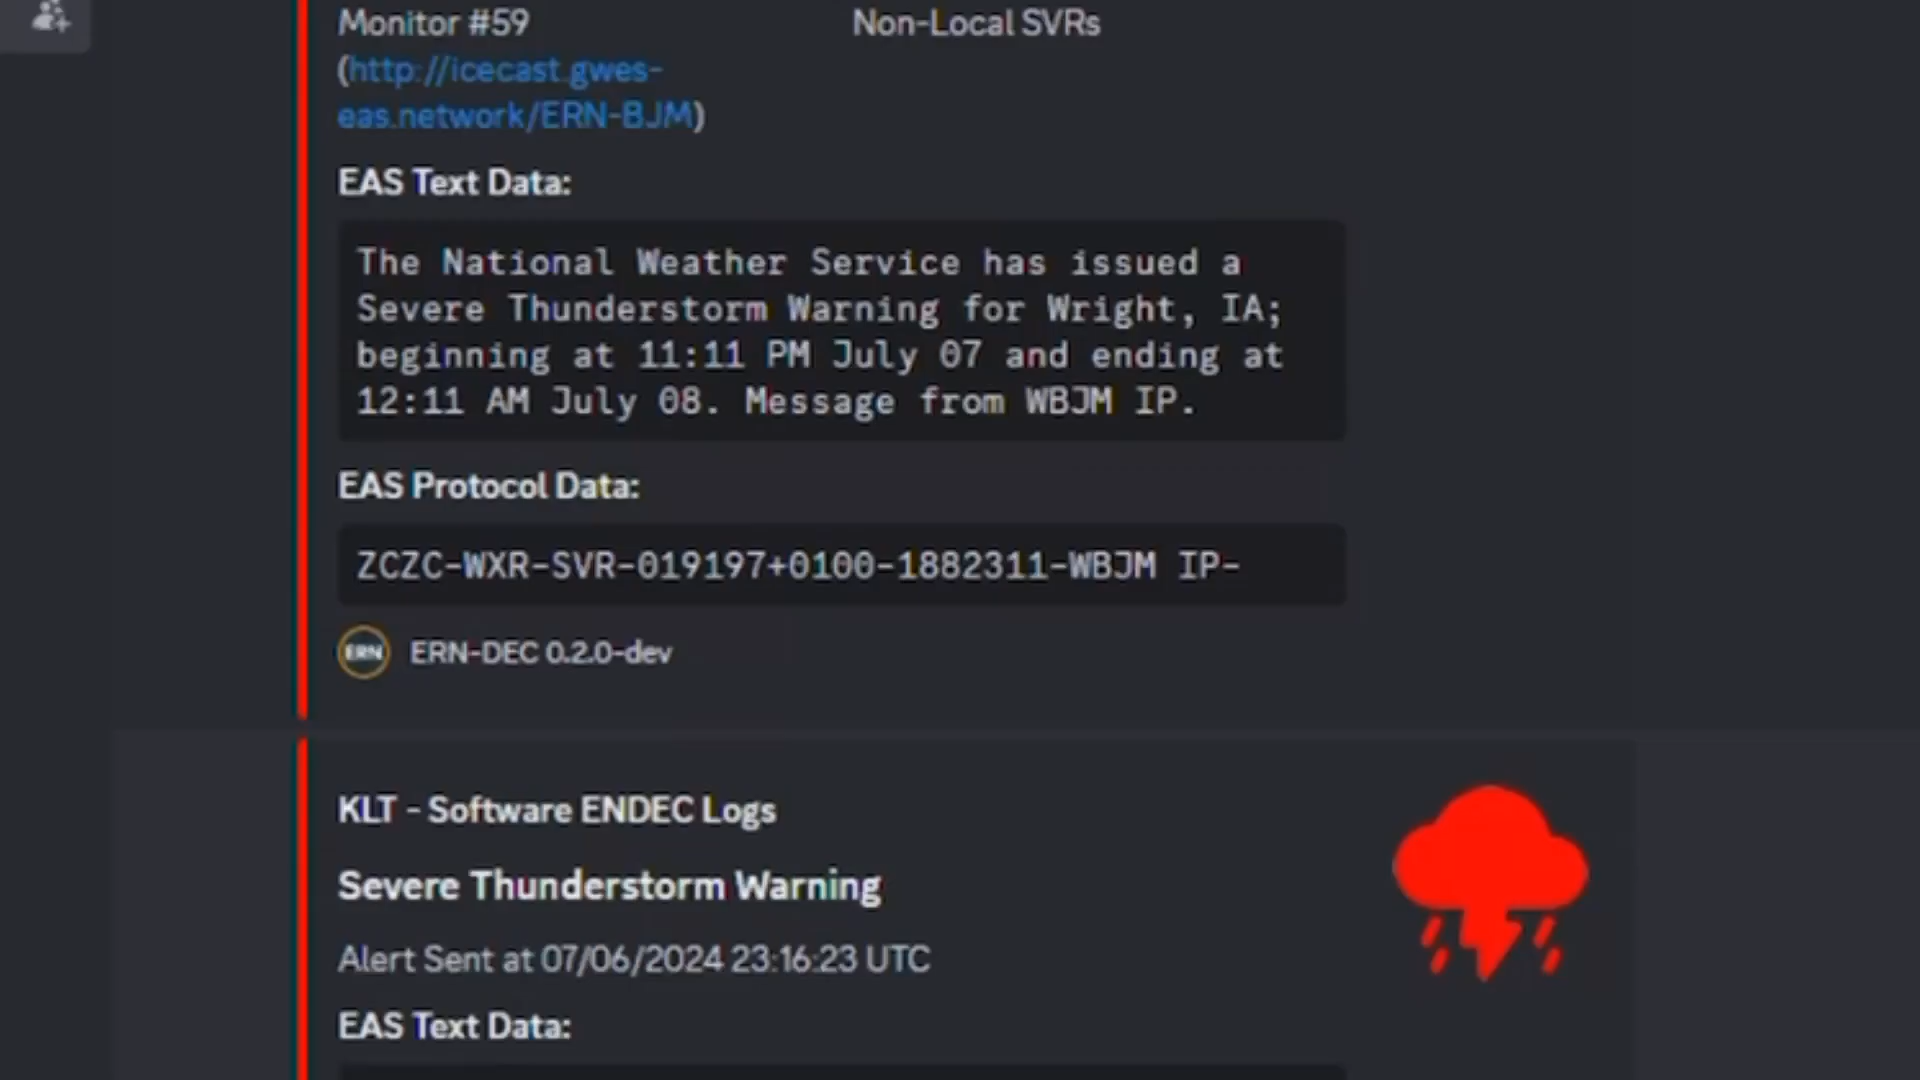 Monitor #59
Non-Local SVRs
(http://icecast.gwes-
eas.network/ERN-BJM)
EAS Text Data:
The National Weather Service has issued a
Severe Thunderstorm Warning for Wright, IA;
beginning at 11:11 PM July 07 and ending at
12:11 AM July 08. Message from WBJM IP.
EAS Protocol Data:
ZCZC-WXR-SVR-019197+0100-1882311-WBJM IP-
ERN
ERN-DEC 0.2.0-dev
KLT - Software ENDEC Logs
Severe Thunderstorm Warning
Alert Sent at 07/06/2024 23:16:23 UTC
EAS Text Data: